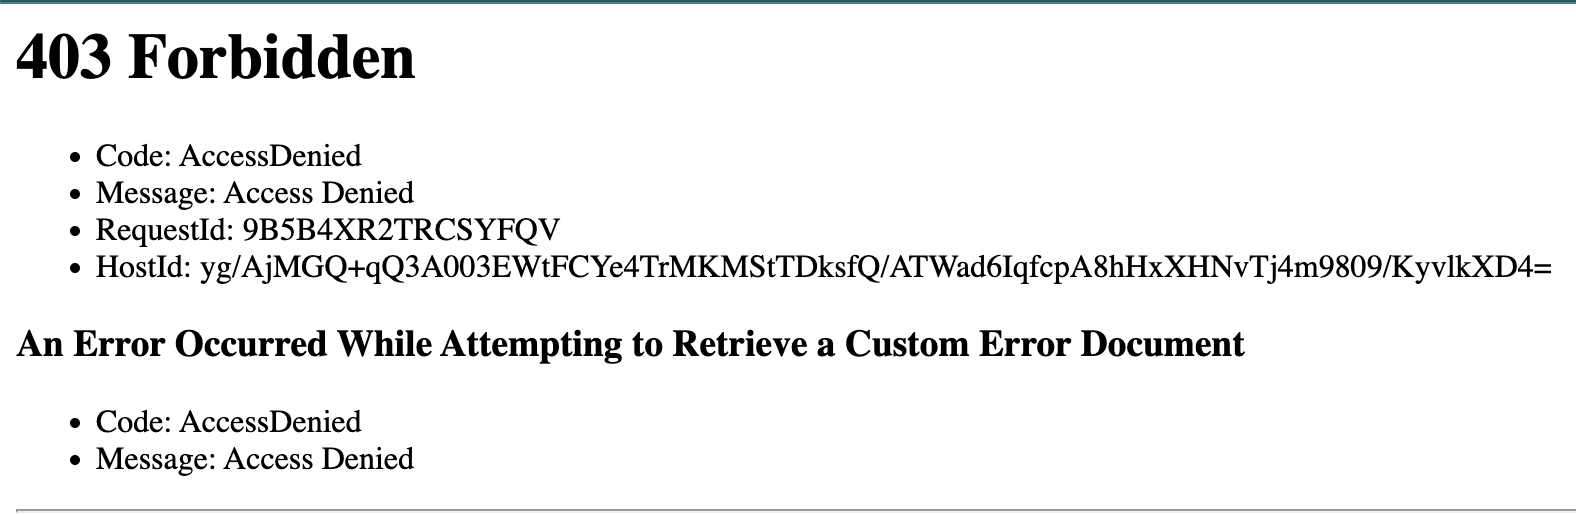 403 Forbidden
Code: AccessDenied
Message: Access Denied
RequestId: 9B5B4XR2TRCSYFQV
HostId: yg/AjMGQ+qQ3A003EWtFCYe4TrMKMStTDksfQ/ATWad6IqfcpA8hHxXHNvTj4m9809/KyvlkXD4=
An Error Occurred While Attempting to Retrieve a Custom Error Document
Code: AccessDenied
Message: Access Denied